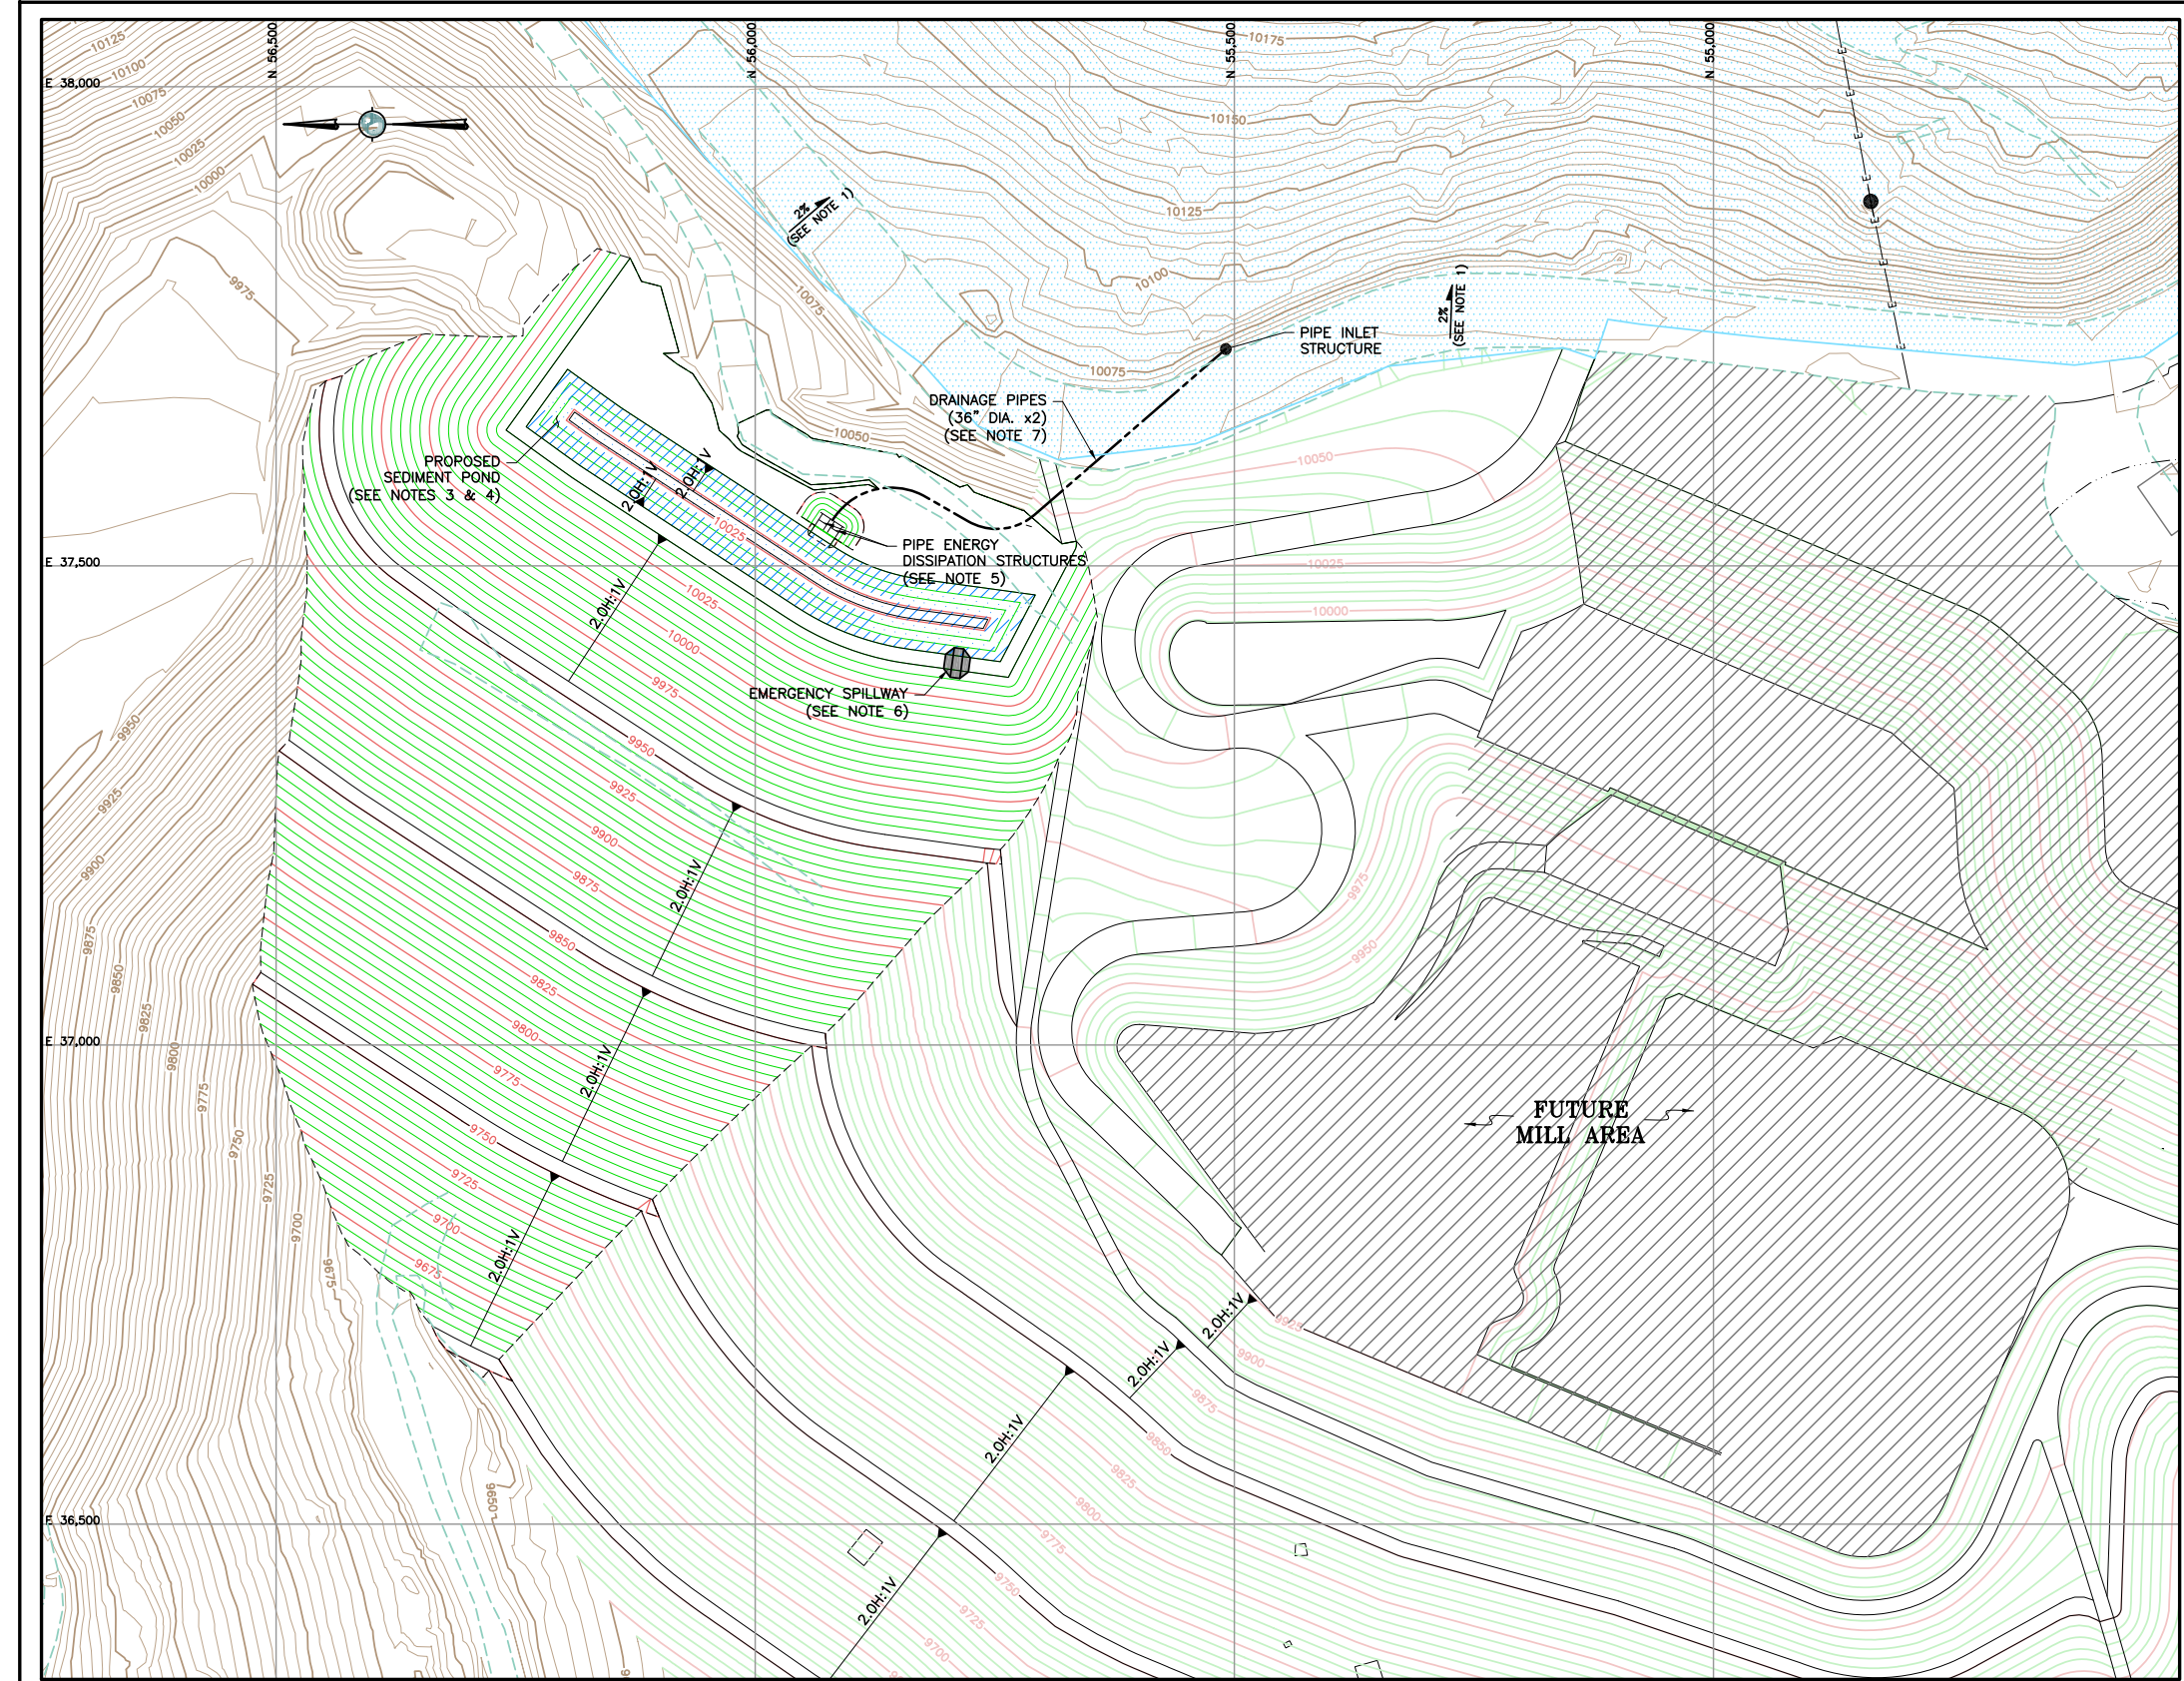 N 56,500
N 56,000
N 55,500
N 55,000
E 38,000
E 37,500
E 37,000
E 36,500
10125
10100
10075
10050
10025
10000
9975
10175
10150
10125
10100
10075
10075
10050
2%
(SEE NOTE 1)
2%
(SEE NOTE 1)
E
E
E
E
E
E
E
E
E
PIPE INLET
STRUCTURE
DRAINAGE PIPES
(36" DIA. x2)
(SEE NOTE 7)
PROPOSED
SEDIMENT POND
(SEE NOTES 3 & 4)
2.0H:1V
2.0H:1V
10025
PIPE ENERGY
DISSIPATION STRUCTURES
(SEE NOTE 5)
EMERGENCY SPILLWAY
(SEE NOTE 6)
2.0H:1V
10025
10000
9975
9950
9925
9900
9875
9850
9825
9800
9775
9750
9725
9700
9675
2.0H:1V
2.0H:1V
2.0H:1V
10050
10025
10000
9975
9950
9950
9925
9900
9875
9850
9825
9800
9775
9750
9725
9700
9675
9650
FUTURE
MILL AREA
2.0H:1V
2.0H:1V
2.0H:1V
2.0H:1V
9925
9900
9875
9850
9825
9800
9775
9750
9725
9700